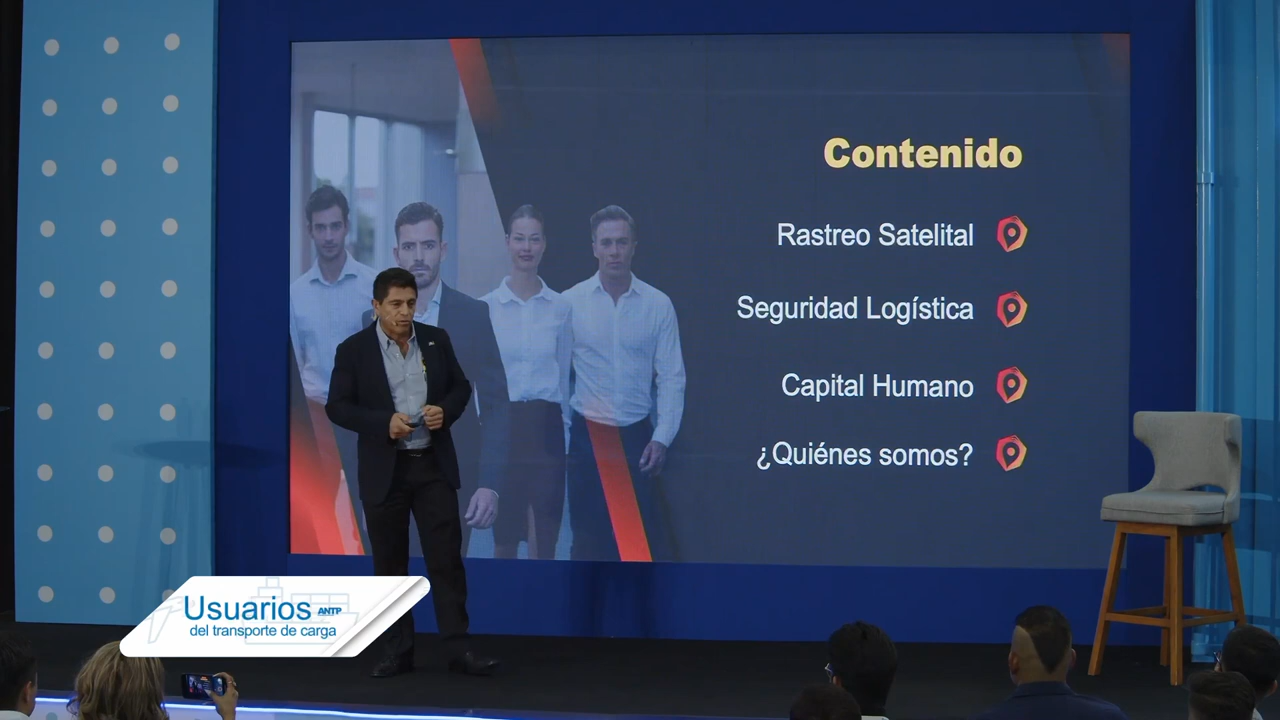 Contenido
Rastreo Satelital
Seguridad Logística
Capital Humano
¿Quiénes somos?
Usuarios ANTP
del transporte de carga